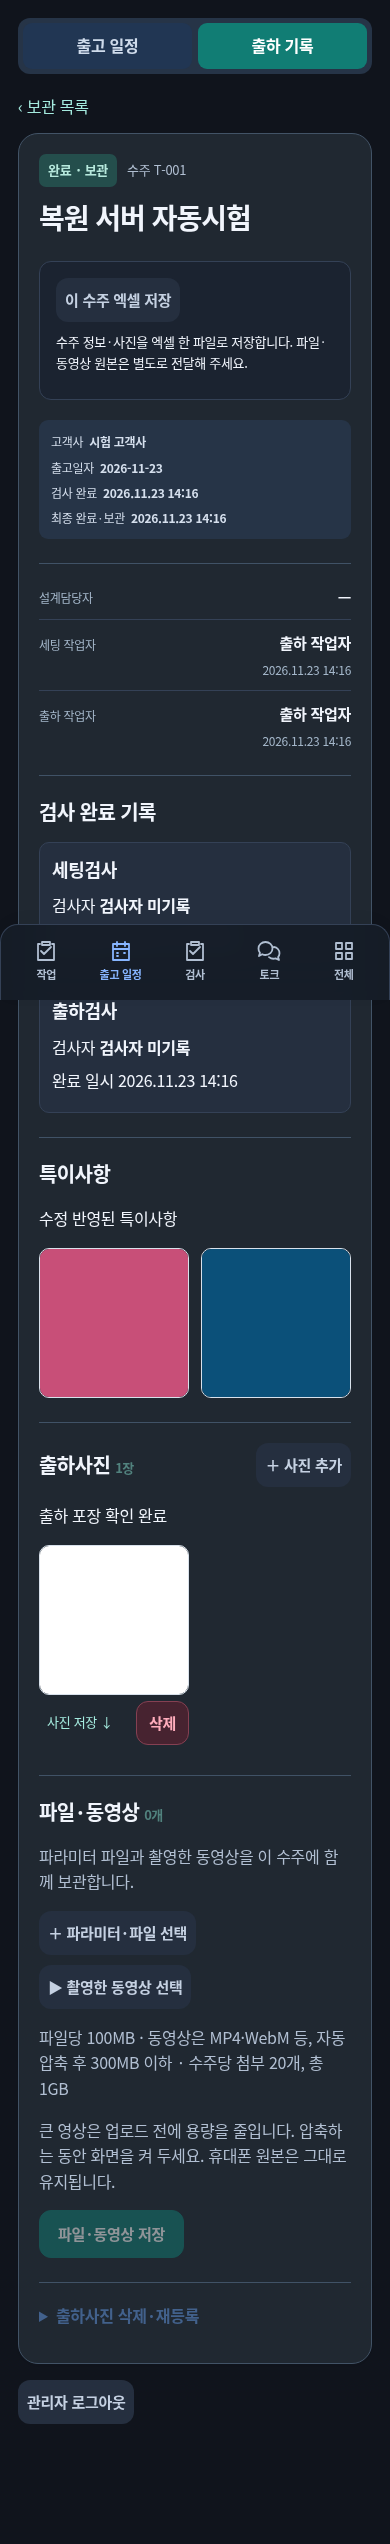 출고 일정
출하 기록
‹ 보관 목록
완료 · 보관
수주 T-001
복원 서버 자동시험
이 수주 엑셀 저장
수주 정보·사진을 엑셀 한 파일로 저장합니다. 파일·
동영상 원본은 별도로 전달해 주세요.
고객사 시험 고객사
출고일자 2026-11-23
검사 완료 2026.11.23 14:16
최종 완료·보관 2026.11.23 14:16
설계담당자 —
세팅 작업자 출하 작업자
2026.11.23 14:16
출하 작업자 출하 작업자
2026.11.23 14:16
검사 완료 기록
세팅검사
검사자 검사자 미기록
작업
출고 일정
검사
토크
전체
출하검사
검사자 검사자 미기록
완료 일시 2026.11.23 14:16
특이사항
수정 반영된 특이사항
출하사진 1장
+ 사진 추가
출하 포장 확인 완료
사진 저장 ↓
삭제
파일·동영상 0개
파라미터 파일과 촬영한 동영상을 이 수주에 함
께 보관합니다.
+ 파라미터·파일 선택
▶ 촬영한 동영상 선택
파일당 100MB · 동영상은 MP4·WebM 등, 자동
압축 후 300MB 이하 · 수주당 첨부 20개, 총
1GB
큰 영상은 업로드 전에 용량을 줄입니다. 압축하
는 동안 화면을 켜 두세요. 휴대폰 원본은 그대로
유지됩니다.
파일·동영상 저장
▶ 출하사진 삭제·재등록
관리자 로그아웃